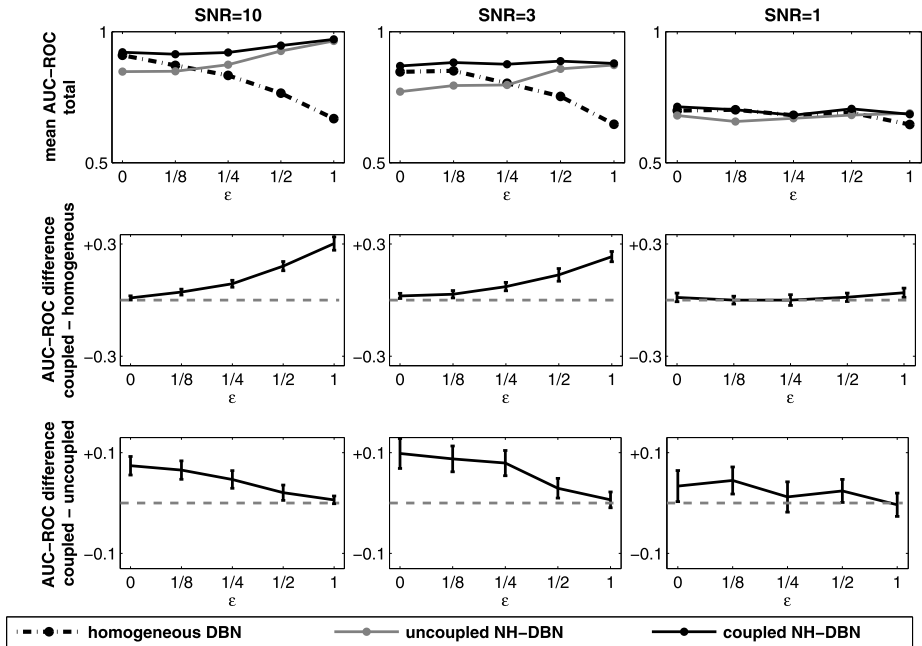 SNR=10 SNR=3 SNR=1
mean AUC−ROC
total
1
0.5
0 1/8 1/4 1/2 1
ε
1
0.5
0 1/8 1/4 1/2 1
ε
1
0.5
0 1/8 1/4 1/2 1
ε
AUC−ROC difference
coupled − homogeneous
+0.3
−0.3
0 1/8 1/4 1/2 1
ε
+0.3
−0.3
0 1/8 1/4 1/2 1
ε
+0.3
−0.3
0 1/8 1/4 1/2 1
ε
AUC−ROC difference
coupled − uncoupled
+0.1
−0.1
0 1/8 1/4 1/2 1
ε
+0.1
−0.1
0 1/8 1/4 1/2 1
ε
+0.1
−0.1
0 1/8 1/4 1/2 1
ε
homogeneous DBN uncoupled NH−DBN coupled NH−DBN